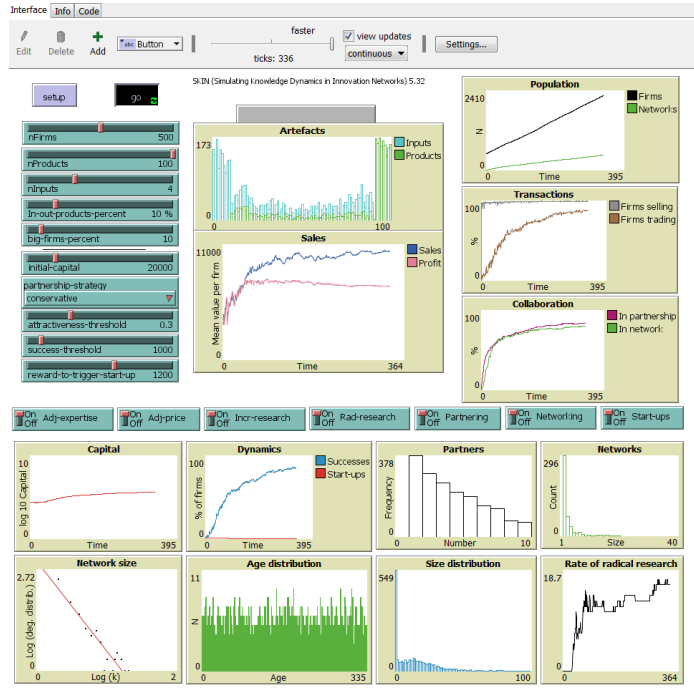 Interface Info Code
Edit Delete Add
abc Button
faster
ticks: 336
view updates
continuous
Settings...
SKIN (Simulating Knowledge Dynamics in Innovation Networks) 5.32
setup
go
nFirms 500
nProducts 100
nInputs 4
In-out-products-percent 10 %
big-firms-percent 10
initial-capital 20000
partnership-strategy
conservative
attractiveness-threshold 0.3
success-threshold 1000
reward-to-trigger-start-up 1200
Artefacts
173
0
100
Inputs
Products
Sales
Mean value per firm
11000
0
0 Time 364
Sales
Profit
Population
N
2410
0
0 Time 395
Firms
Networks
Transactions
%
100
0
0 Time 395
Firms selling
Firms trading
Collaboration
%
100
0
0 Time 395
In partnership
In network
On
Off
Adj-expertise
On
Off
Adj-price
On
Off
Incr-research
On
Off
Rad-research
On
Off
Partnering
On
Off
Networking
On
Off
Start-ups
Capital
log 10 Capital
10
0
0 Time 395
Dynamics
% of firms
100
0
0 Time 395
Successes
Start-ups
Partners
Frequency
378
0
0 Number 10
Networks
Count
296
0
1 Size 40
Network size
Log (deg. distrib.)
2.72
0
0 Log (k) 2
Age distribution
N
11
0
0 Age 335
Size distribution
549
0
0 100
Rate of radical research
18.7
0
0 364